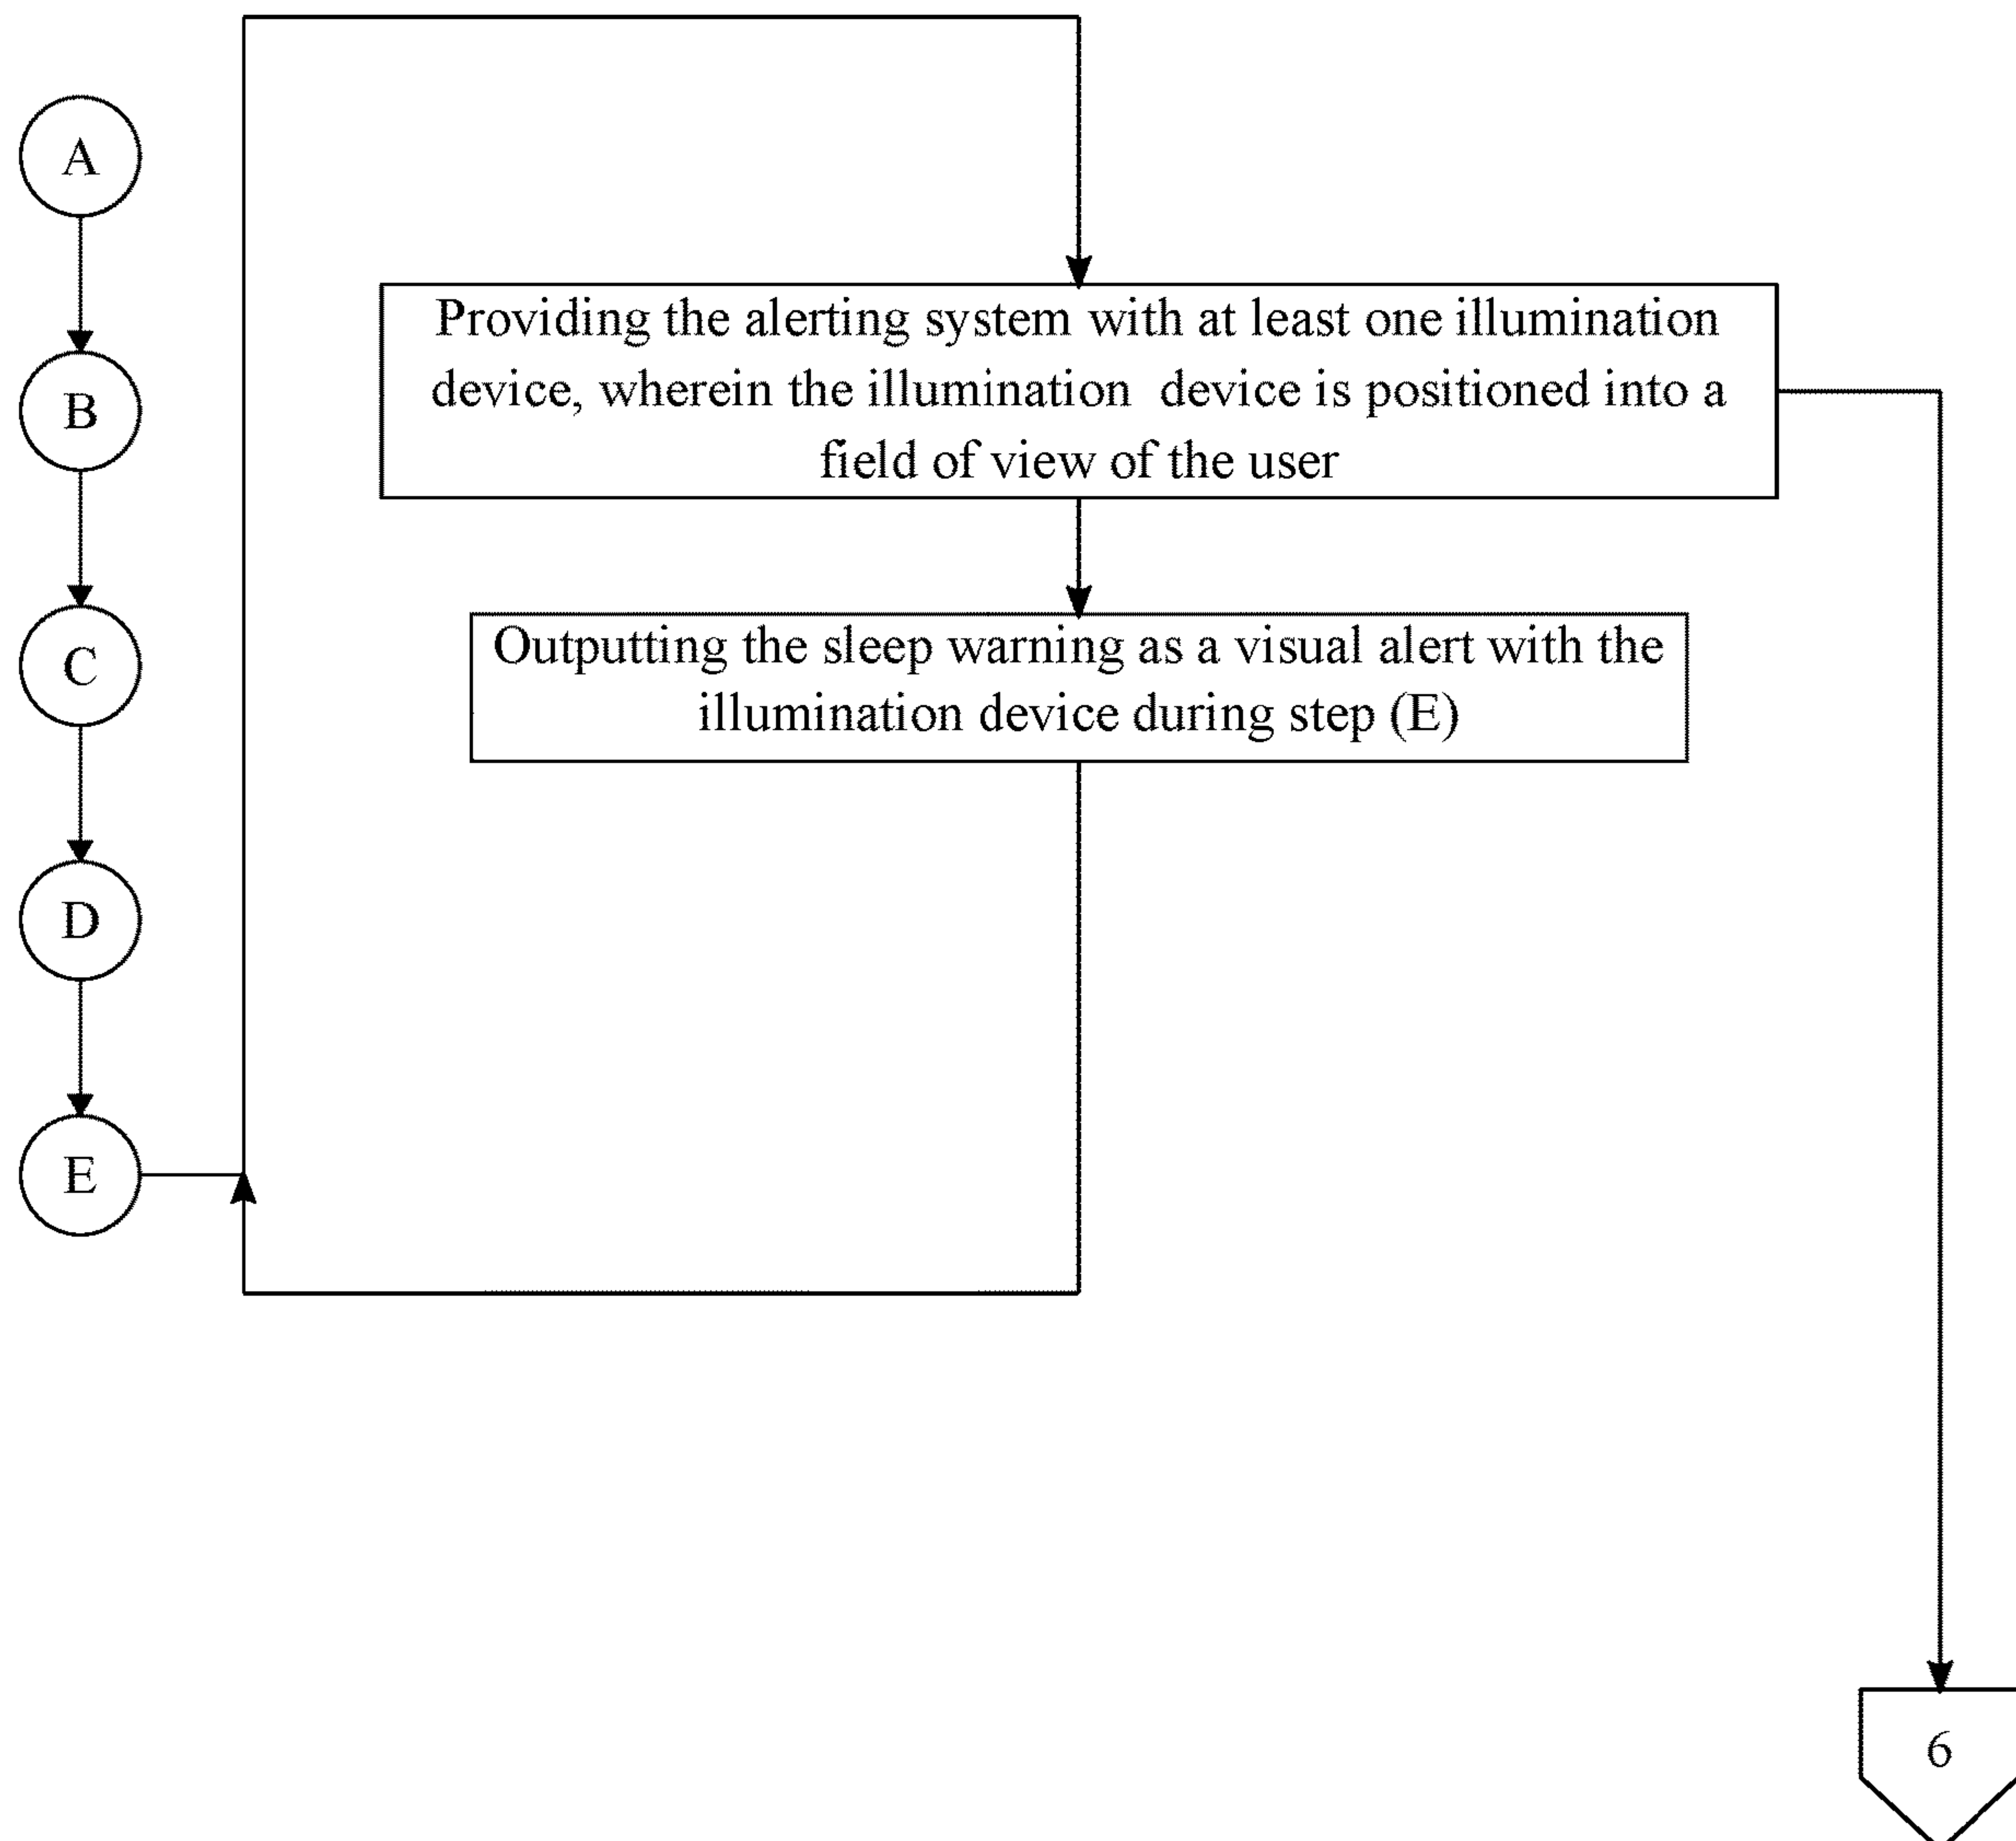 A
B
C
D
E
Providing the alerting system with at least one illumination
device, wherein the illumination device is positioned into a
field of view of the user
Outputting the sleep warning as a visual alert with the
illumination device during step (E)
6